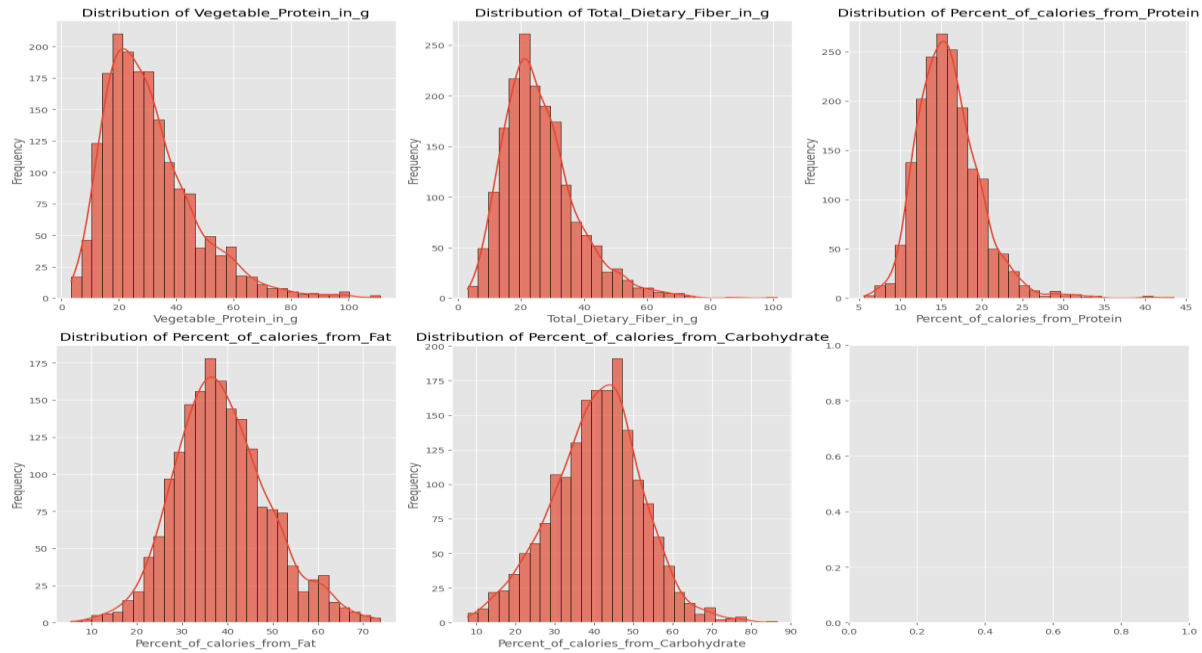 Distribution of Vegetable_Protein_in_g
200
175
150
125
100
75
50
25
0
Frequency
0 20 40 60 80 100
Vegetable_Protein_in_g
Distribution of Total_Dietary_Fiber_in_g
250
200
150
100
50
0
Frequency
0 20 40 60 80 100
Total_Dietary_Fiber_in_g
Distribution of Percent_of_calories_from_Protein
250
200
150
100
50
0
Frequency
5 10 15 20 25 30 35 40 45
Percent_of_calories_from_Protein
Distribution of Percent_of_calories_from_Fat
175
150
125
100
75
50
25
0
Frequency
10 20 30 40 50 60 70
Percent_of_calories_from_Fat
Distribution of Percent_of_calories_from_Carbohydrate
200
175
150
125
100
75
50
25
0
Frequency
10 20 30 40 50 60 70 80 90
Percent_of_calories_from_Carbohydrate
1.0
0.8
0.6
0.4
0.2
0.0
0.0 0.2 0.4 0.6 0.8 1.0